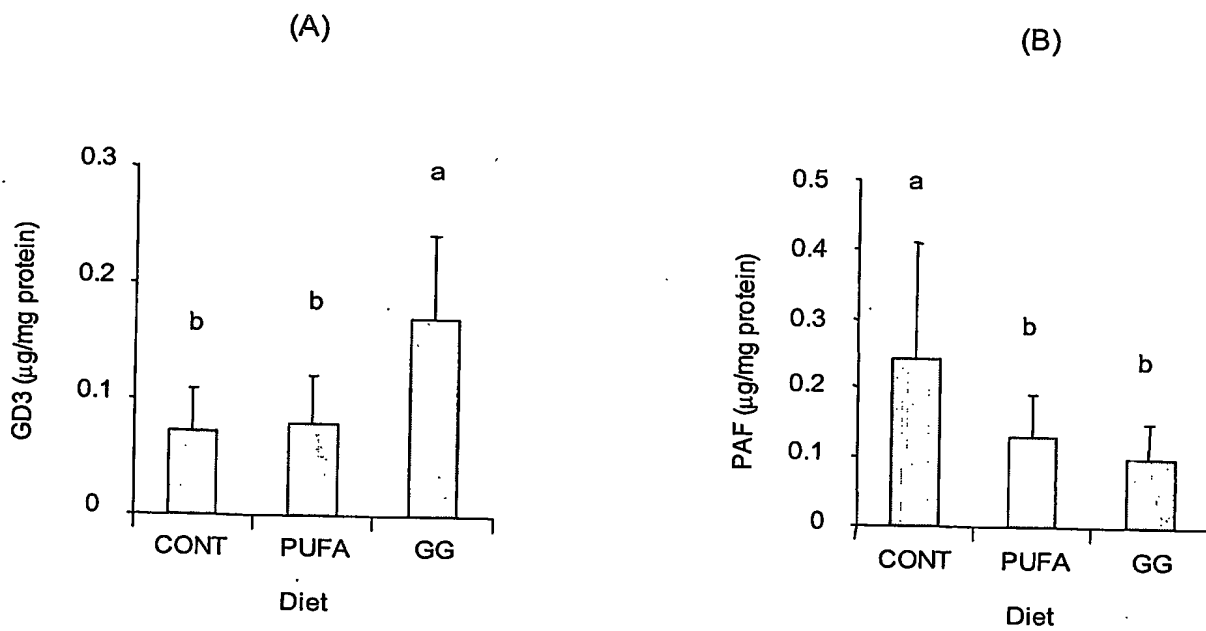 (A)
GD3 (μg/mg protein)
0.3
0.2
0.1
0
b
b
a
CONT PUFA GG
Diet
(B)
PAF (μg/mg protein)
0.5
0.4
0.3
0.2
0.1
0
a
b
b
CONT PUFA GG
Diet